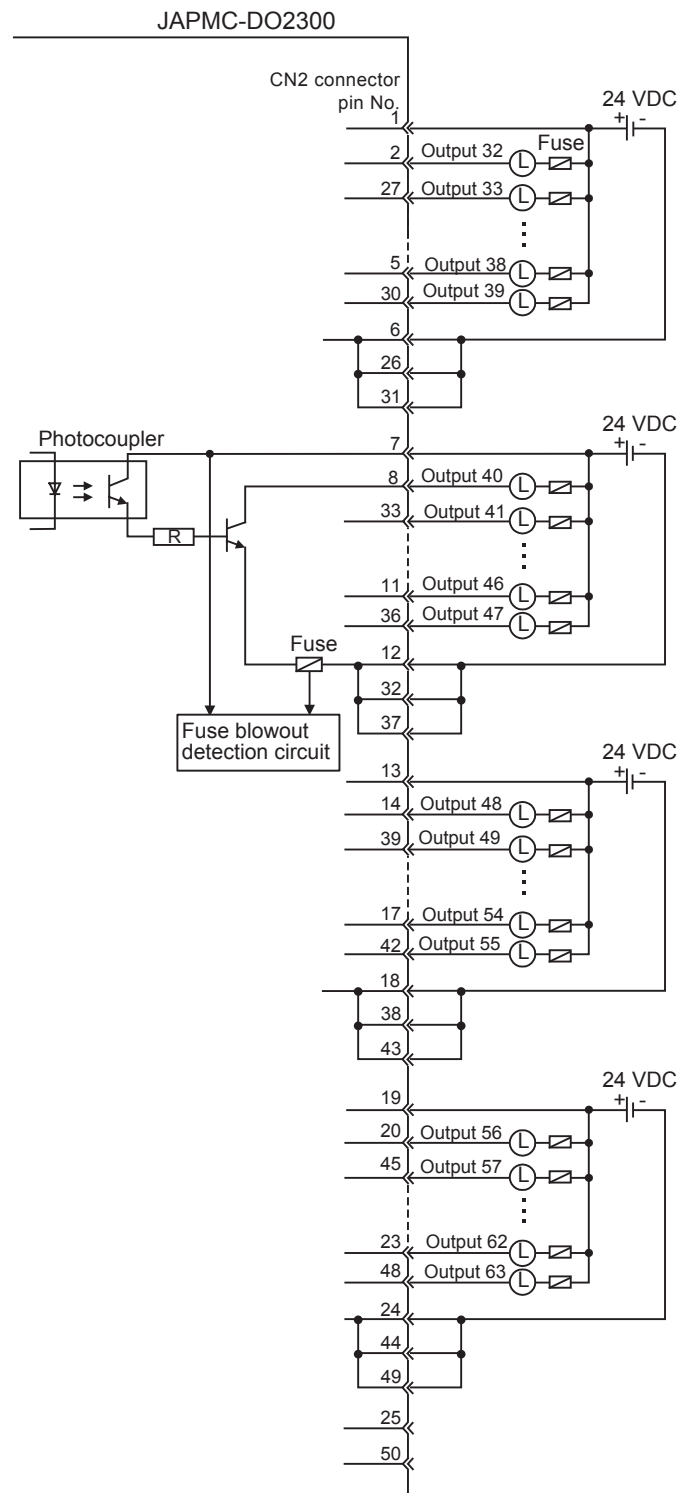 JAPMC-DO2300
CN2 connector
pin No.
24 VDC
+ -
1
Fuse
2 Output 32 L
27 Output 33 L
5 Output 38 L
30 Output 39 L
6
26
31
24 VDC
+ -
Photocoupler
7
8 Output 40 L
33 Output 41 L
R
11 Output 46 L
36 Output 47 L
Fuse
12
32
37
Fuse blowout
detection circuit
24 VDC
+ -
13
14 Output 48 L
39 Output 49 L
17 Output 54 L
42 Output 55 L
18
38
43
24 VDC
+ -
19
20 Output 56 L
45 Output 57 L
23 Output 62 L
48 Output 63 L
24
44
49
25
50